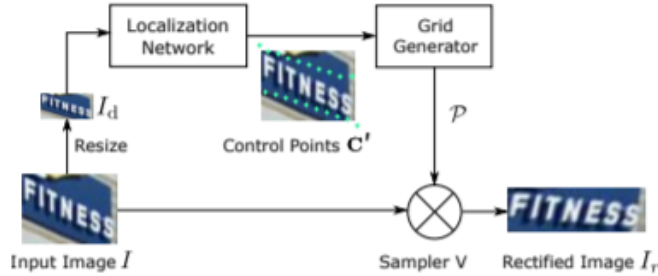 Localization
Network
Grid
Generator
FITNESS
FITNESS I_d
Resize
Control Points C'
𝒫
FITNESS
FITNESS
Input Image I
Sampler V
Rectified Image I_r